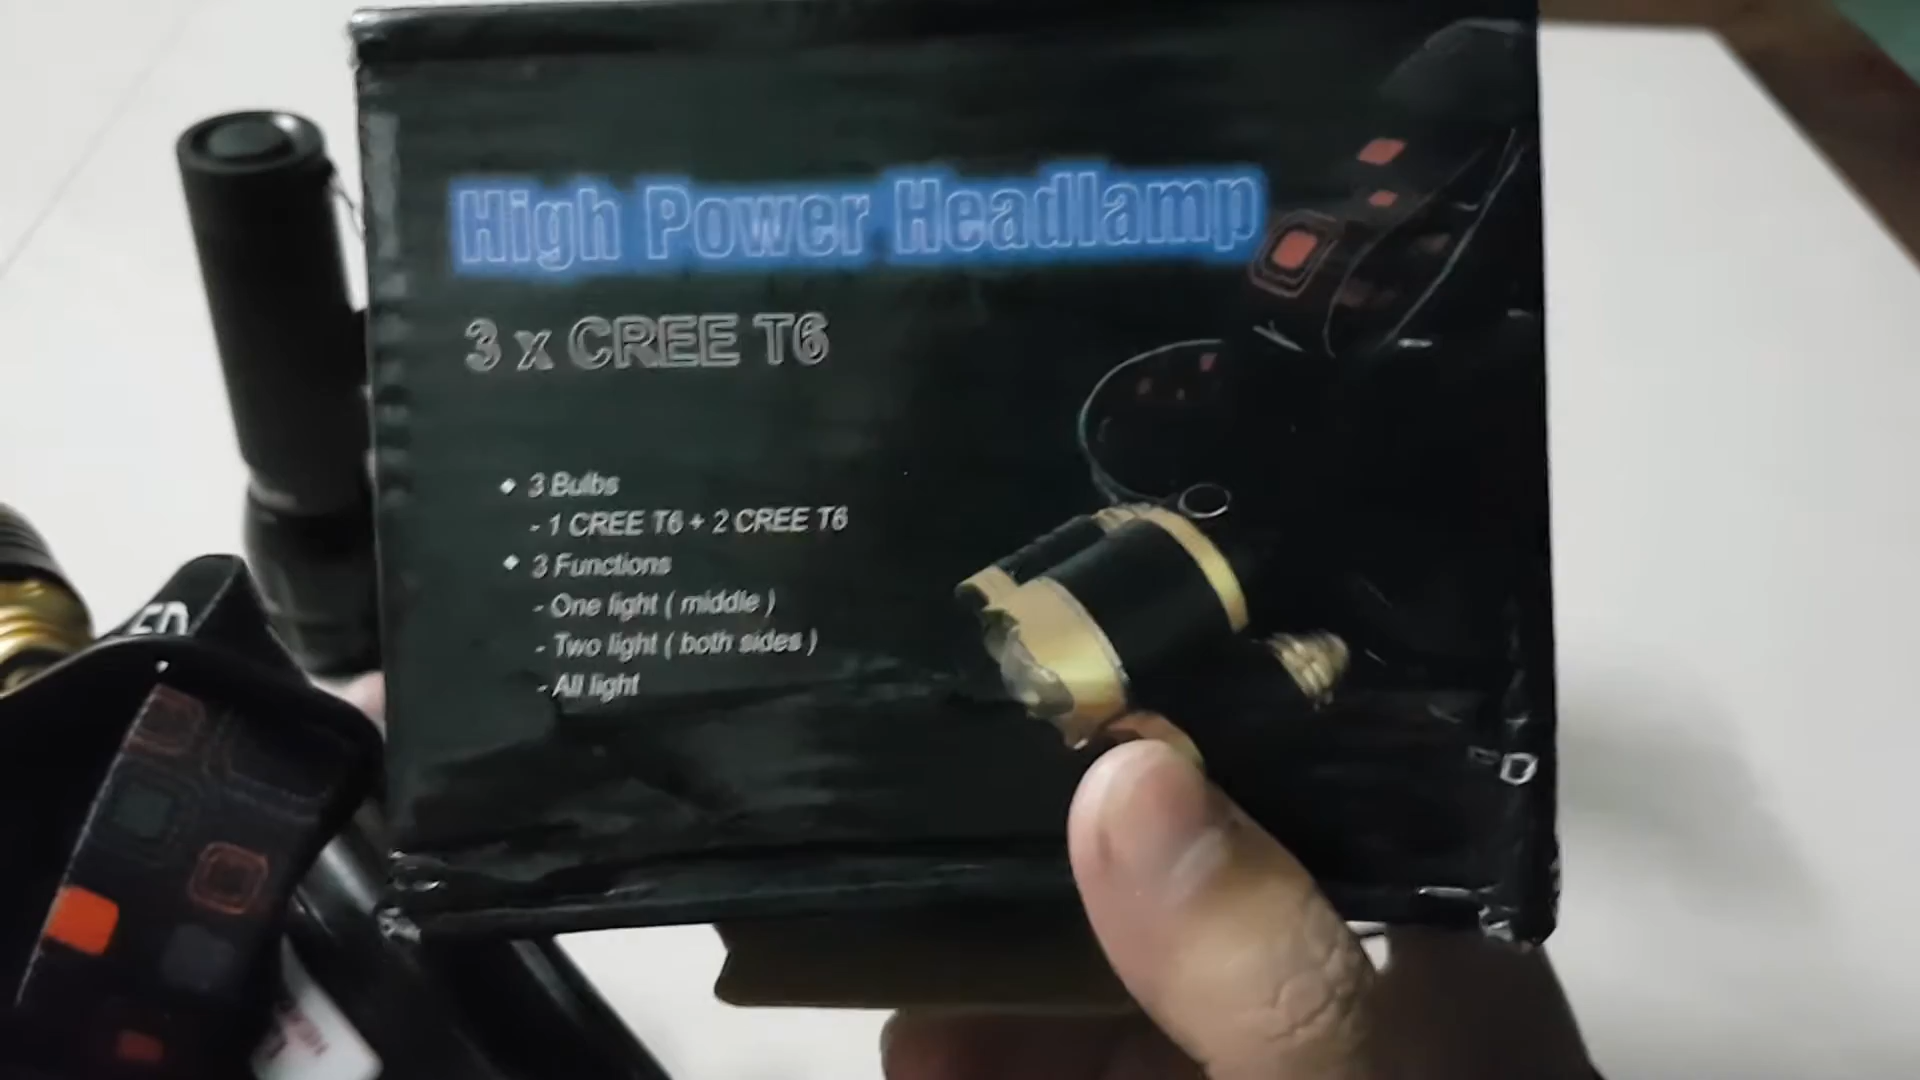 High Power Headlamp
3 x CREE T6
◆ 3 Bulbs
- 1 CREE T6 + 2 CREE T6
◆ 3 Functions
- One light ( middle )
- Two light ( both sides )
- All light